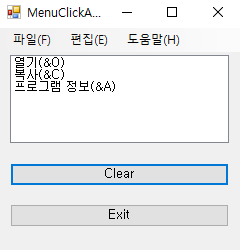 MenuClickA...
파일(F) 편집(E) 도움말(H)
열기(&O)
복사(&C)
프로그램 정보(&A)
Clear
Exit